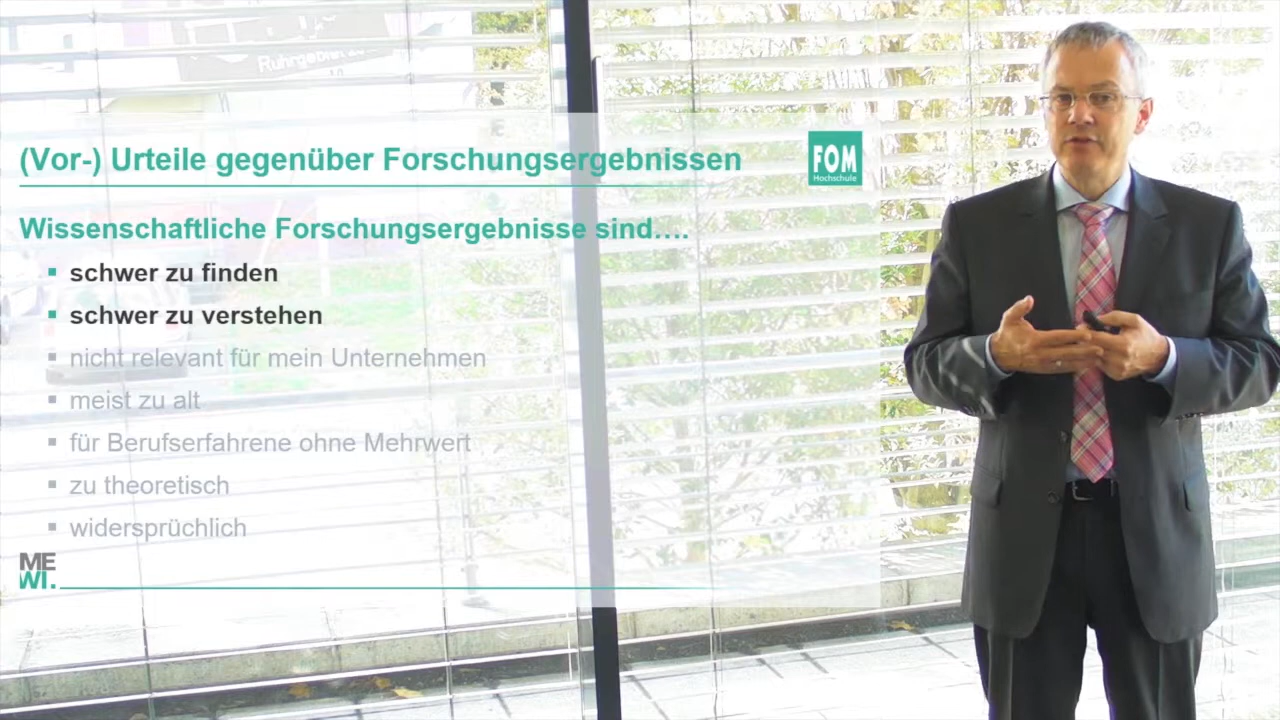 Ruhrgebiet
(Vor-) Urteile gegenüber Forschungsergebnissen
FOM
Hochschule
Wissenschaftliche Forschungsergebnisse sind….
▪ schwer zu finden
▪ schwer zu verstehen
▪ nicht relevant für mein Unternehmen
▪ meist zu alt
▪ für Berufserfahrene ohne Mehrwert
▪ zu theoretisch
▪ widersprüchlich
ME
WI.